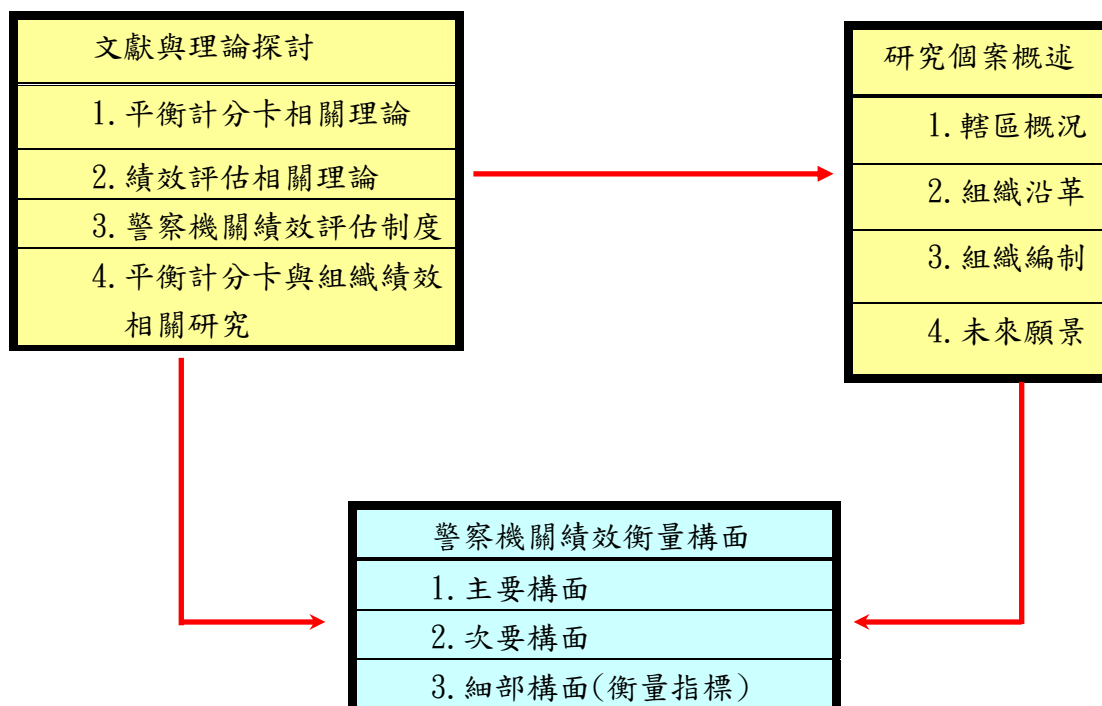 文獻與理論探討
1.平衡計分卡相關理論
2.績效評估相關理論
3.警察機關績效評估制度
4.平衡計分卡與組織績效
相關研究
研究個案概述
1.轄區概況
2.組織沿革
3.組織編制
4.未來願景
警察機關績效衡量構面
1.主要構面
2.次要構面
3.細部構面(衡量指標)